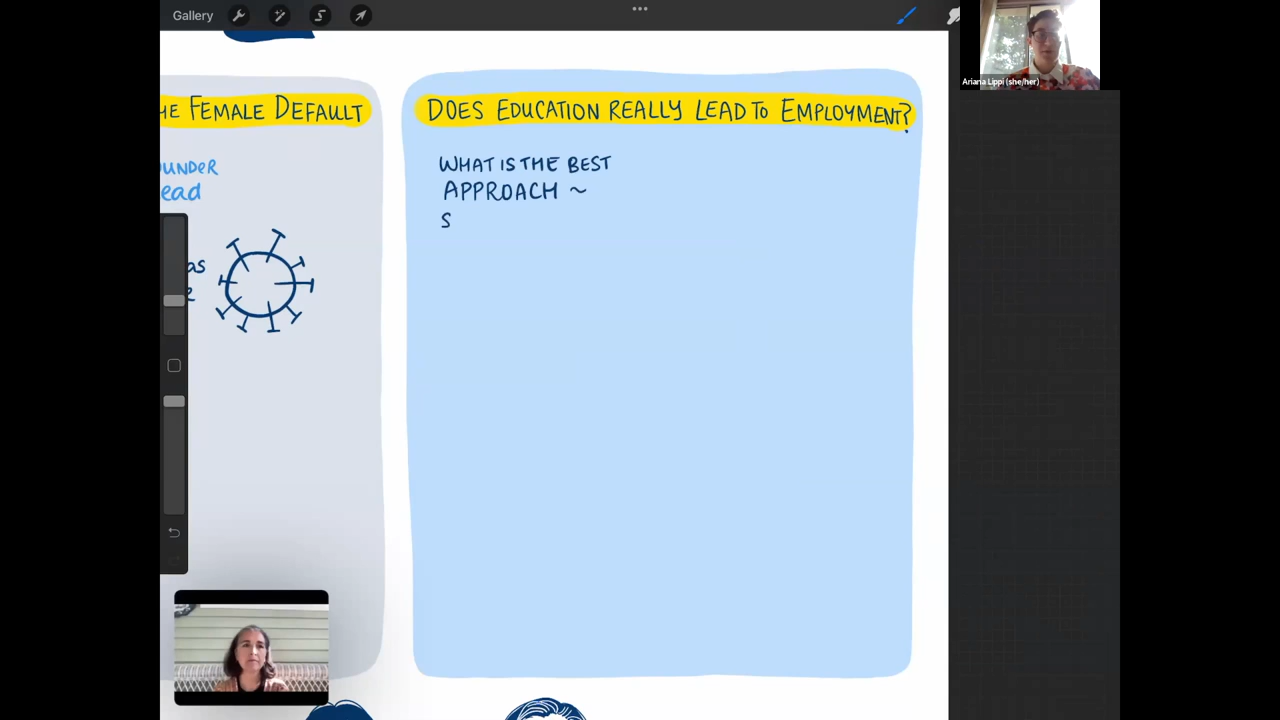 Gallery
Ariana Lippi (she/her)
HE FEMALE DEFAULT
UNDER
ead
as
DOES EDUCATION REALLY LEAD TO EMPLOYMENT?
WHAT IS THE BEST
APPROACH ~
S